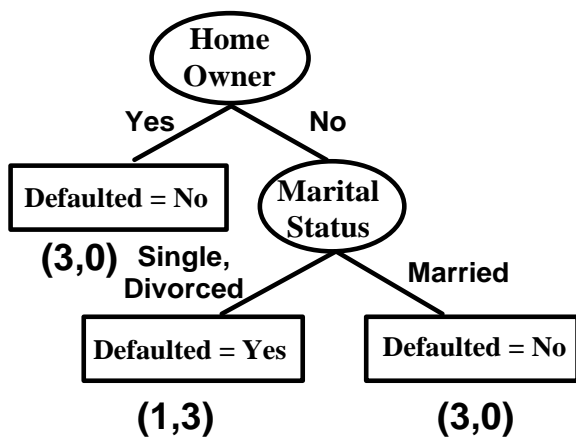 Home
Owner
Yes
No
Defaulted = No
Marital
Status
(3,0)
Single,
Divorced
Married
Defaulted = Yes
Defaulted = No
(1,3)
(3,0)